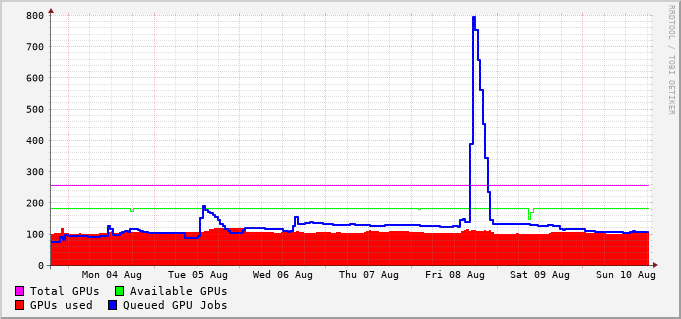 800
700
600
500
400
300
200
100
0
Mon 04 Aug Tue 05 Aug Wed 06 Aug Thu 07 Aug Fri 08 Aug Sat 09 Aug Sun 10 Aug
Total GPUs Available GPUs
GPUs used Queued GPU Jobs
RRDTOOL / TOBI OETIKER